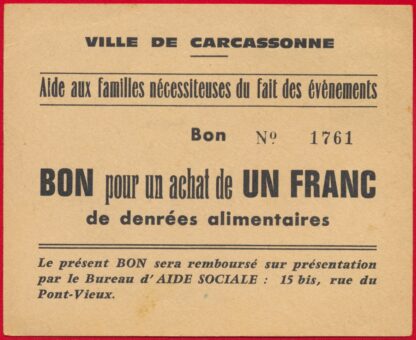 VILLE DE CARCASSONNE
Aide aux familles nécessiteuses du fait des évènements
Bon Nº 1761
BON pour un achat de UN FRANC
de denrées alimentaires
Le présent BON sera remboursé sur présentation
par le Bureau d'AIDE SOCIALE : 15 bis, rue du
Pont-Vieux.